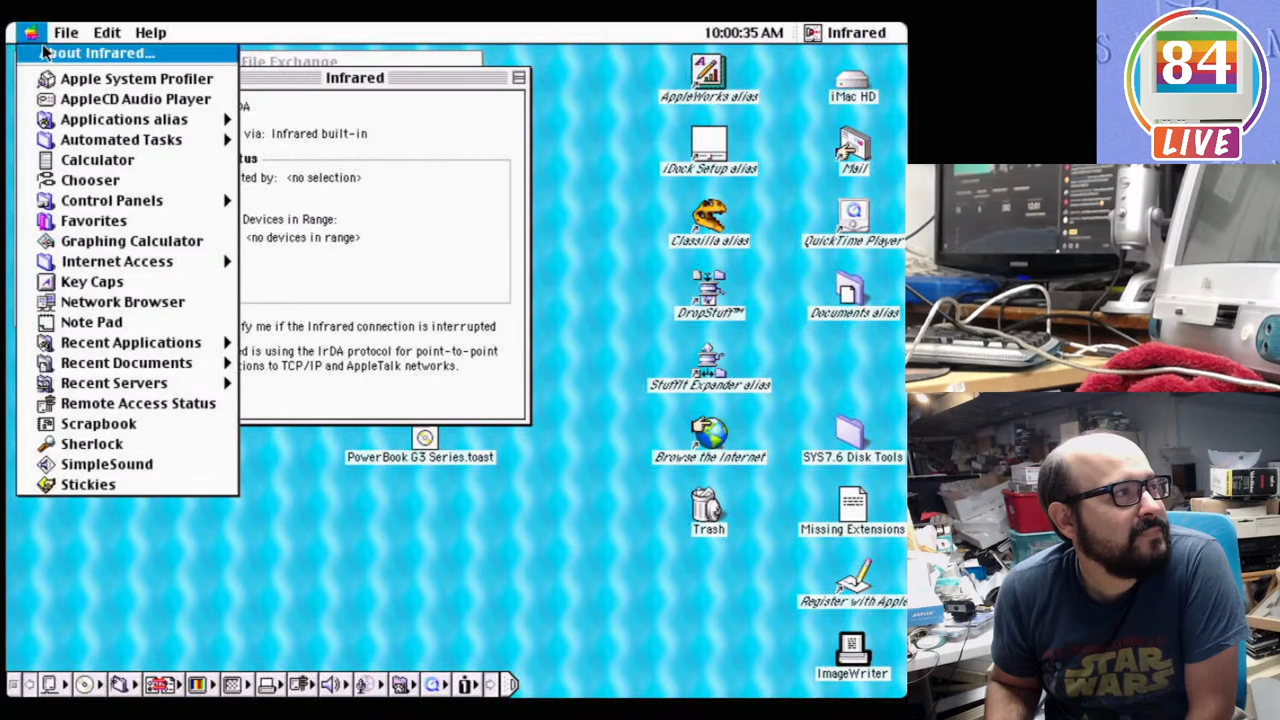 File Edit Help
10:00:35 AM
Infrared
About Infrared...
Apple System Profiler
AppleCD Audio Player
Applications alias
Automated Tasks
Calculator
Chooser
Control Panels
Favorites
Graphing Calculator
Internet Access
Key Caps
Network Browser
Note Pad
Recent Applications
Recent Documents
Recent Servers
Remote Access Status
Scrapbook
Sherlock
SimpleSound
Stickies
File Exchange
Infrared
DA
via: Infrared built-in
tus
ted by: <no selection>
Devices in Range:
<no devices in range>
fy me if the Infrared connection is interrupted
d is using the IrDA protocol for point-to-point
tions to TCP/IP and AppleTalk networks.
PowerBook G3 Series.toast
AppleWorks alias
iDock Setup alias
Classilla alias
DropStuff™
StuffIt Expander alias
Browse the Internet
Trash
iMac HD
Mail
QuickTime Player
Documents alias
SYS7.6 Disk Tools
Missing Extensions
Register with Apple
ImageWriter
84
LIVE
STAR
WARS